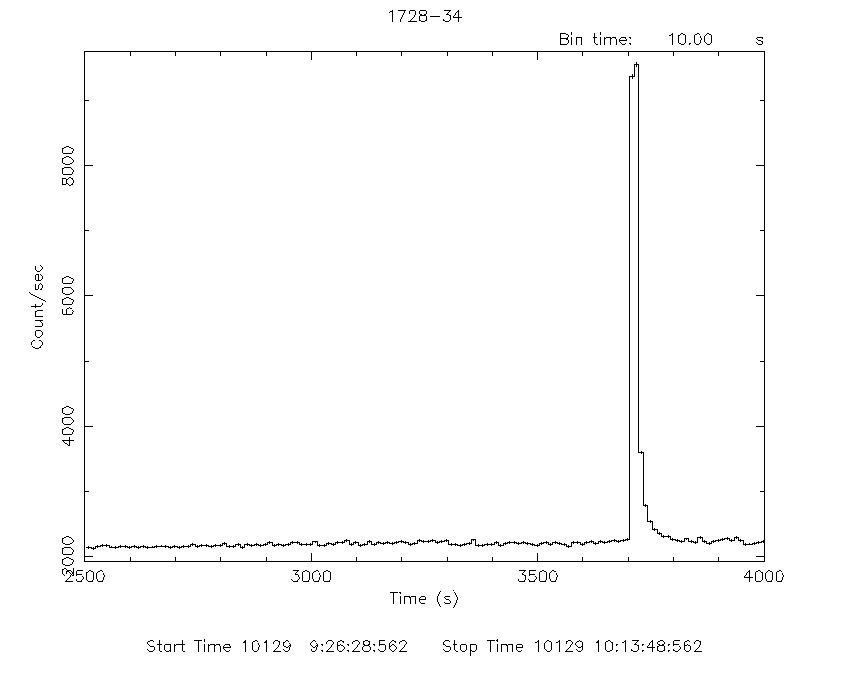 1728-34
Bin time: 10.00 s
8000
6000
4000
2000
Count/sec
2500 3000 3500 4000
Time (s)
Start Time 10129 9:26:28:562 Stop Time 10129 10:13:48:562